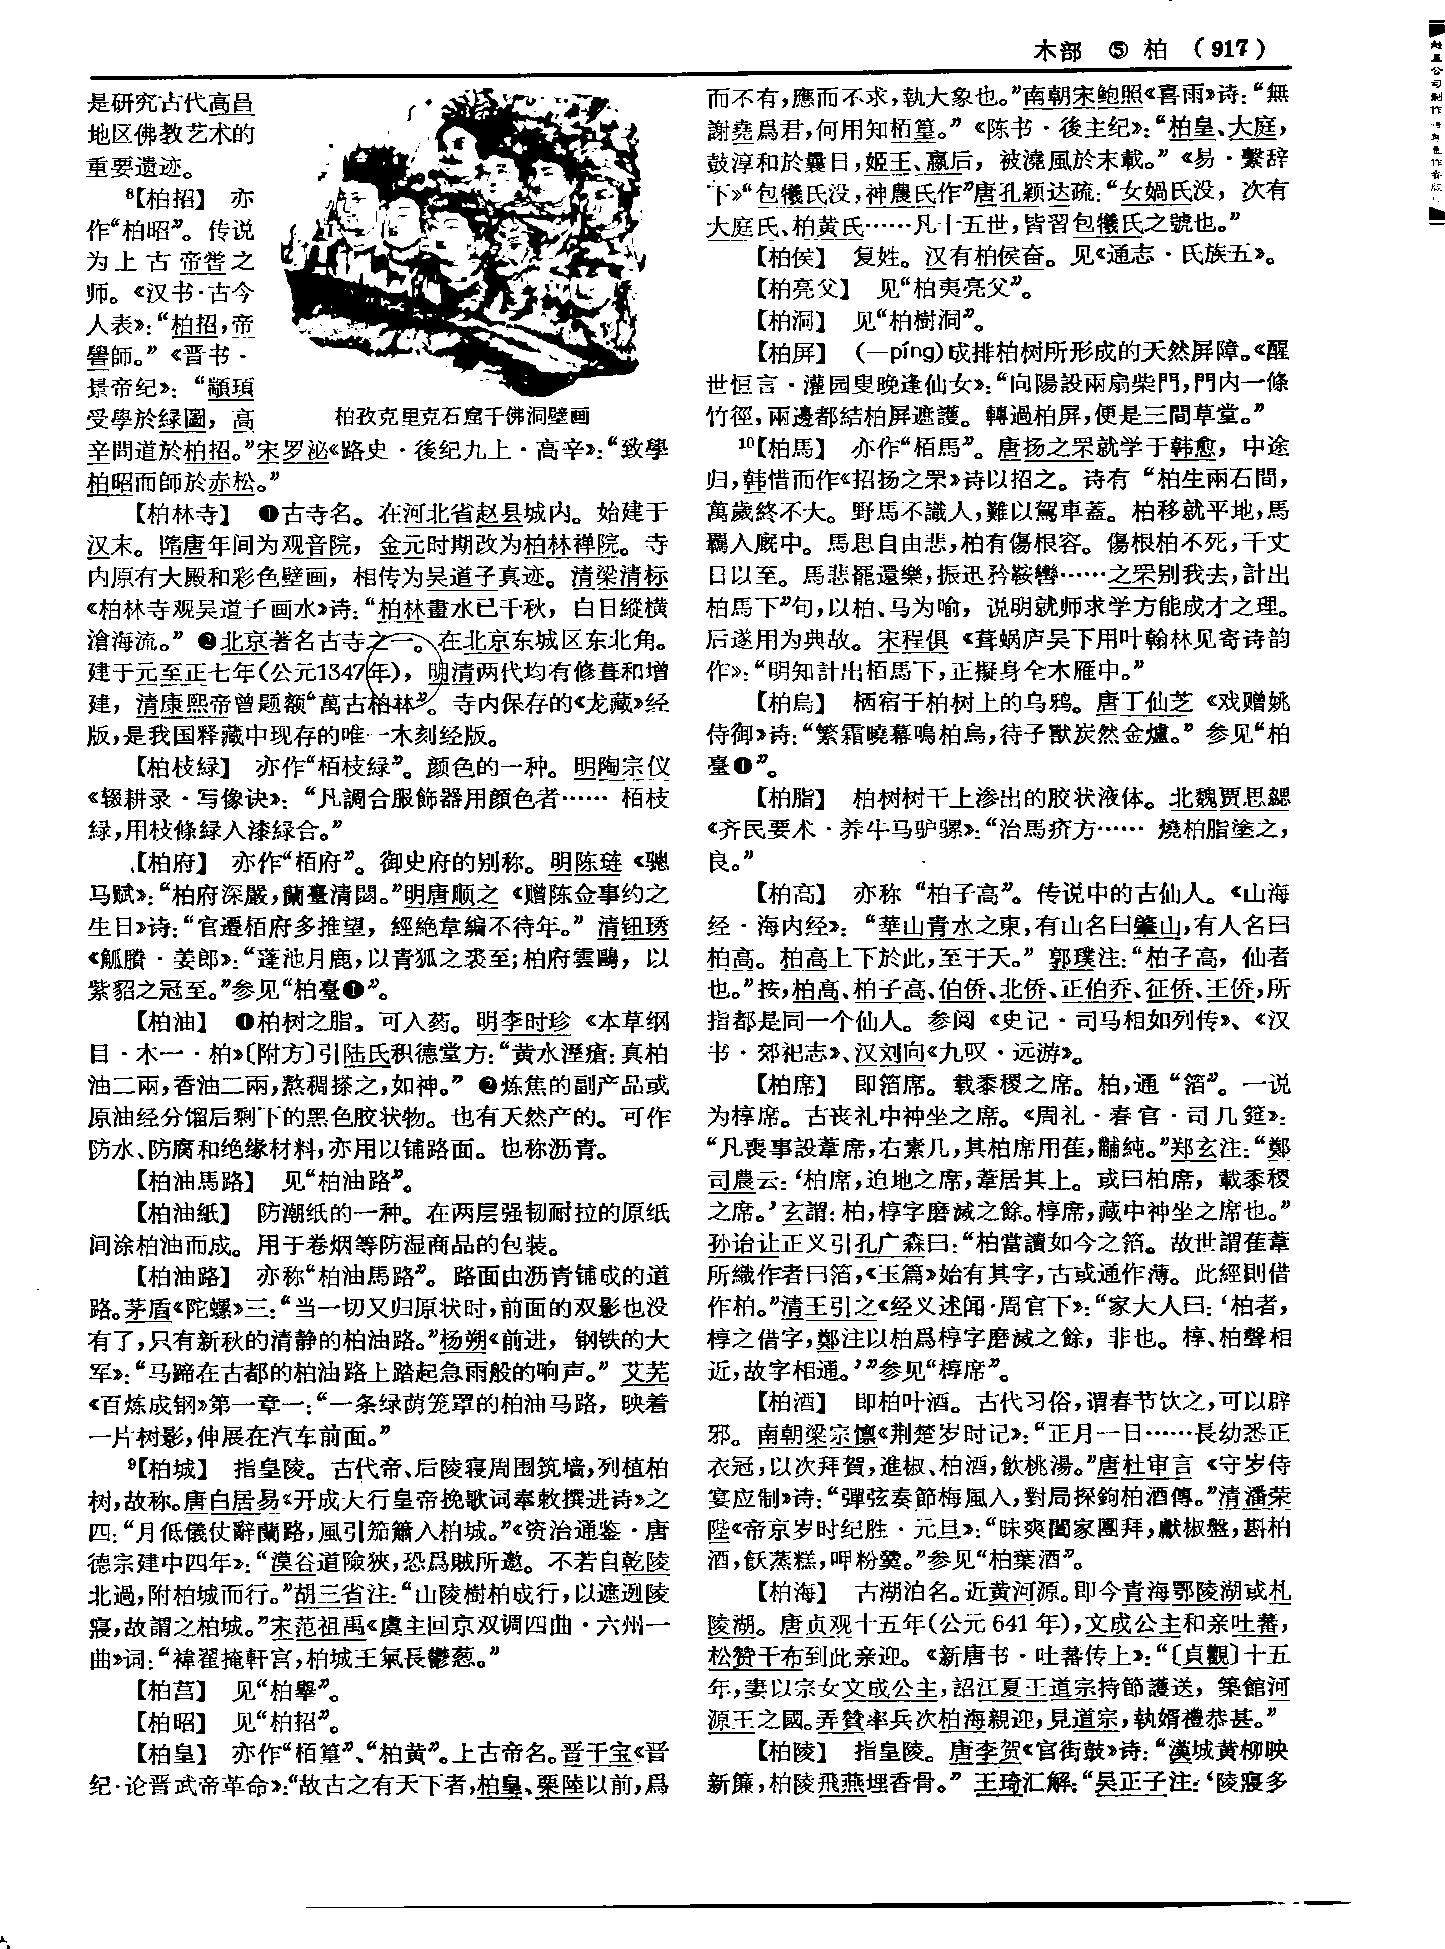 木部 ⑤ 柏 （917）
是研究古代高昌
地区佛教艺术的
重要遗迹。
8【柏招】 亦
作“柏昭”。传说
为上古帝喾之
师。《汉书·古今
人表》：“柏招，帝
嚳師。”《晋书·
景帝纪》：“顓頊
受學於緑圖，高
柏孜克里克石窟千佛洞壁画
辛問道於柏招。”宋罗泌《路史·後纪九上·高辛》：“致學
柏昭而師於赤松。”
【柏林寺】 ❶古寺名。在河北省赵县城内。始建于
汉末。隋唐年间为观音院，金元时期改为柏林禅院。寺
内原有大殿和彩色壁画，相传为吴道子真迹。清梁清标
《柏林寺观吴道子画水》诗：“柏林畫水已千秋，白日縱横
滄海流。” ❷北京著名古寺之一。在北京东城区东北角。
建于元至正七年（公元1347年），明清两代均有修葺和增
建，清康熙帝曾题额“萬古柏林”。寺内保存的《龙藏》经
版，是我国释藏中现存的唯一木刻经版。
【柏枝緑】 亦作“栢枝緑”。颜色的一种。明陶宗仪
《辍耕录·写像诀》：“凡調合服飾器用顔色者…… 栢枝
緑，用枝條緑入漆緑合。”
【柏府】 亦作“栢府”。御史府的别称。明陈琏《驄
马赋》：“柏府深嚴，蘭臺清閟。”明唐顺之《赠陈佥事约之
生日》诗：“官遷栢府多推望，經絶韋編不待年。”清钮琇
《觚賸·姜郎》：“蓬池月鹿，以青狐之裘至；柏府雲鷗，以
紫貂之冠至。”参见“柏臺❶”。
【柏油】 ❶柏树之脂。可入药。明李时珍《本草纲
目·木一·柏》〔附方〕引陆氏积德堂方：“黄水溼瘡：真柏
油二兩，香油二兩，熬稠搽之，如神。” ❷炼焦的副产品或
原油经分馏后剩下的黑色胶状物。也有天然产的。可作
防水、防腐和绝缘材料，亦用以铺路面。也称沥青。
【柏油馬路】 见“柏油路”。
【柏油紙】 防潮纸的一种。在两层强韧耐拉的原纸
间涂柏油而成。用于卷烟等防湿商品的包装。
【柏油路】 亦称“柏油馬路”。路面由沥青铺成的道
路。茅盾《陀螺》三：“当一切又归原状时，前面的双影也没
有了，只有新秋的清静的柏油路。”杨朔《前进，钢铁的大
军》：“马蹄在古都的柏油路上踏起急雨般的响声。”艾芜
《百炼成钢》第一章一：“一条绿荫笼罩的柏油马路，映着
一片树影，伸展在汽车前面。”
9【柏城】 指皇陵。古代帝、后陵寝周围筑墙，列植柏
树，故称。唐白居易《开成大行皇帝挽歌词奉敕撰进诗》之
四：“月低儀仗辭蘭路，風引笳簫入柏城。”《资治通鉴·唐
德宗建中四年》：“漠谷道險狹，恐爲賊所邀。不若自乾陵
北過，附柏城而行。”胡三省注：“山陵樹柏成行，以遮迾陵
寢，故謂之柏城。”宋范祖禹《虞主回京双调四曲·六州一
曲》词：“褘翟掩軒宫，柏城王氣長鬱葱。”
【柏莒】 见“柏舉”。
【柏昭】 见“柏招”。
【柏皇】 亦作“栢篁”、“柏黄”。上古帝名。晋干宝《晋
纪·论晋武帝革命》：“故古之有天下者，柏皇、栗陸以前，爲
而不有，應而不求，執大象也。”南朝宋鲍照《喜雨》诗：“無
謝堯爲君，何用知栢篁。”《陈书·後主纪》：“柏皇、大庭，
鼓淳和於曩日，姬王、嬴后，被澆風於末載。”《易·繫辞
下》“包犧氏没，神農氏作”唐孔颖达疏：“女媧氏没，次有
大庭氏、柏黄氏……凡十五世，皆習包犧氏之號也。”
【柏侯】 复姓。汉有柏侯奋。见《通志·氏族五》。
【柏亮父】 见“柏夷亮父”。
【柏洞】 见“柏樹洞”。
【柏屏】 （—píng）成排柏树所形成的天然屏障。《醒
世恒言·灌园叟晚逢仙女》：“向陽設兩扇柴門，門内一條
竹徑，兩邊都結柏屏遮護。轉過柏屏，便是三間草堂。”
10【柏馬】 亦作“栢馬”。唐扬之罘就学于韩愈，中途
归，韩惜而作《招扬之罘》诗以招之。诗有“柏生兩石間，
萬歲終不大。野馬不識人，難以駕車蓋。柏移就平地，馬
羈入廐中。馬思自由悲，柏有傷根容。傷根柏不死，千丈
日以至。馬悲罷還樂，振迅矜鞍轡……之罘别我去，計出
柏馬下”句，以柏、马为喻，说明就师求学方能成才之理。
后遂用为典故。宋程俱《葺蜗庐吴下用叶翰林见寄诗韵
作》：“明知計出栢馬下，正擬身全木雁中。”
【柏烏】 栖宿于柏树上的乌鸦。唐丁仙芝《戏赠姚
侍御》诗：“繁霜曉幕鳴柏烏，待子獸炭然金爐。”参见“柏
臺❶”。
【柏脂】 柏树树干上渗出的胶状液体。北魏贾思勰
《齐民要术·养牛马驴骡》：“治馬疥方…… 燒柏脂塗之，
良。”
【柏高】 亦称“柏子高”。传说中的古仙人。《山海
经·海内经》：“華山青水之東，有山名曰肇山，有人名曰
柏高。柏高上下於此，至于天。”郭璞注：“柏子高，仙者
也。”按，柏高、柏子高、伯侨、北侨、正伯乔、征侨、王侨，所
指都是同一个仙人。参阅《史记·司马相如列传》、《汉
书·郊祀志》、汉刘向《九叹·远游》。
【柏席】 即箔席。载黍稷之席。柏，通“箔”。一说
为椁席。古丧礼中神坐之席。《周礼·春官·司几筵》：
“凡喪事設葦席，右素几，其柏席用萑，黼純。”郑玄注：“鄭
司農云：‘柏席，迫地之席，葦居其上。或曰柏席，載黍稷
之席。’玄謂：柏，椁字磨滅之餘。椁席，藏中神坐之席也。”
孙诒让正义引孔广森曰：“柏當讀如今之箔。故世謂萑葦
所織作者曰箔，《玉篇》始有其字，古或通作薄。此經則借
作柏。”清王引之《经义述闻·周官下》：“家大人曰：‘柏者，
椁之借字，鄭注以柏爲椁字磨滅之餘，非也。椁、柏聲相
近，故字相通。’”参见“椁席”。
【柏酒】 即柏叶酒。古代习俗，谓春节饮之，可以辟
邪。南朝梁宗懔《荆楚岁时记》：“正月一日……長幼悉正
衣冠，以次拜賀，進椒、柏酒，飲桃湯。”唐杜审言《守岁侍
宴应制》诗：“彈弦奏節梅風入，對局探鉤柏酒傳。”清潘荣
陛《帝京岁时纪胜·元旦》：“昧爽闔家團拜，獻椒盤，斟柏
酒，飫蒸糕，呷粉羹。”参见“柏葉酒”。
【柏海】 古湖泊名。近黄河源。即今青海鄂陵湖或札
陵湖。唐贞观十五年（公元641年），文成公主和亲吐蕃，
松赞干布到此亲迎。《新唐书·吐蕃传上》：“〔貞觀〕十五
年，妻以宗女文成公主，詔江夏王道宗持節護送，築館河
源王之國。弄贊率兵次柏海親迎，見道宗，執婿禮恭甚。”
【柏陵】 指皇陵。唐李贺《官街鼓》诗：“漢城黄柳映
新簾，柏陵飛燕埋香骨。”王琦汇解：“吴正子注：‘陵寢多